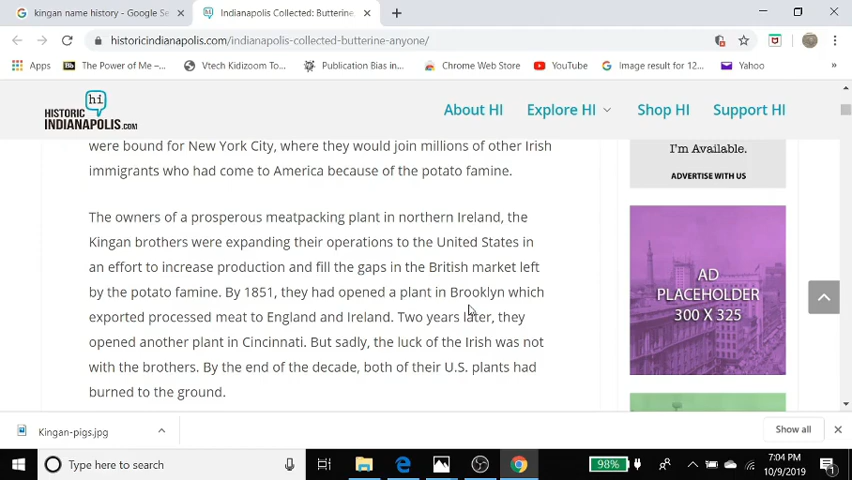 kingan name history - Google Se
Indianapolis Collected: Butterine,
historicindianapolis.com/indianapolis-collected-butterine-anyone/
Apps
The Power of Me –...
Vtech Kidizoom To...
Publication Bias in...
Chrome Web Store
YouTube
Image result for 12...
Yahoo
»
hi
HISTORIC
INDIANAPOLIS.COM
About HI
Explore HI
Shop HI
Support HI
were bound for New York City, where they would join millions of other Irish
immigrants who had come to America because of the potato famine.
The owners of a prosperous meatpacking plant in northern Ireland, the
Kingan brothers were expanding their operations to the United States in
an effort to increase production and fill the gaps in the British market left
by the potato famine. By 1851, they had opened a plant in Brooklyn which
exported processed meat to England and Ireland. Two years later, they
opened another plant in Cincinnati. But sadly, the luck of the Irish was not
with the brothers. By the end of the decade, both of their U.S. plants had
burned to the ground.
I'm Available.
ADVERTISE WITH US
AD
PLACEHOLDER
300 X 325
Kingan-pigs.jpg
Show all
Type here to search
98%
7:04 PM
10/9/2019
1